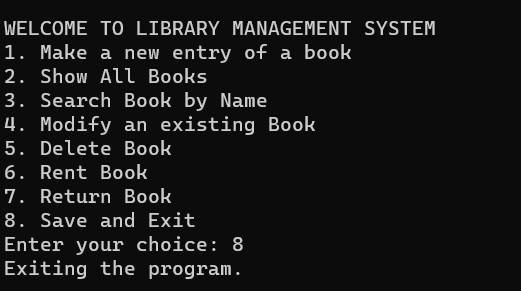 WELCOME TO LIBRARY MANAGEMENT SYSTEM
1. Make a new entry of a book
2. Show All Books
3. Search Book by Name
4. Modify an existing Book
5. Delete Book
6. Rent Book
7. Return Book
8. Save and Exit
Enter your choice: 8
Exiting the program.